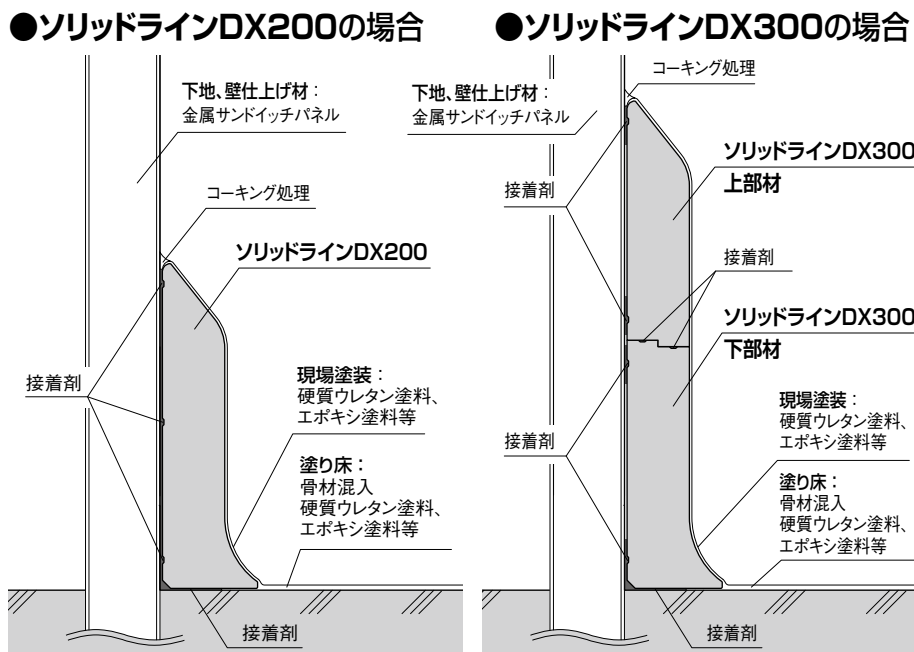 ●ソリッドラインDX200の場合
下地、壁仕上げ材：
金属サンドイッチパネル
コーキング処理
ソリッドラインDX200
接着剤
現場塗装：
硬質ウレタン塗料、
エポキシ塗料等
塗り床：
骨材混入
硬質ウレタン塗料、
エポキシ塗料等
接着剤
●ソリッドラインDX300の場合
コーキング処理
下地、壁仕上げ材：
金属サンドイッチパネル
ソリッドラインDX300
上部材
接着剤
接着剤
ソリッドラインDX300
下部材
現場塗装：
硬質ウレタン塗料、
エポキシ塗料等
接着剤
塗り床：
骨材混入
硬質ウレタン塗料、
エポキシ塗料等
接着剤